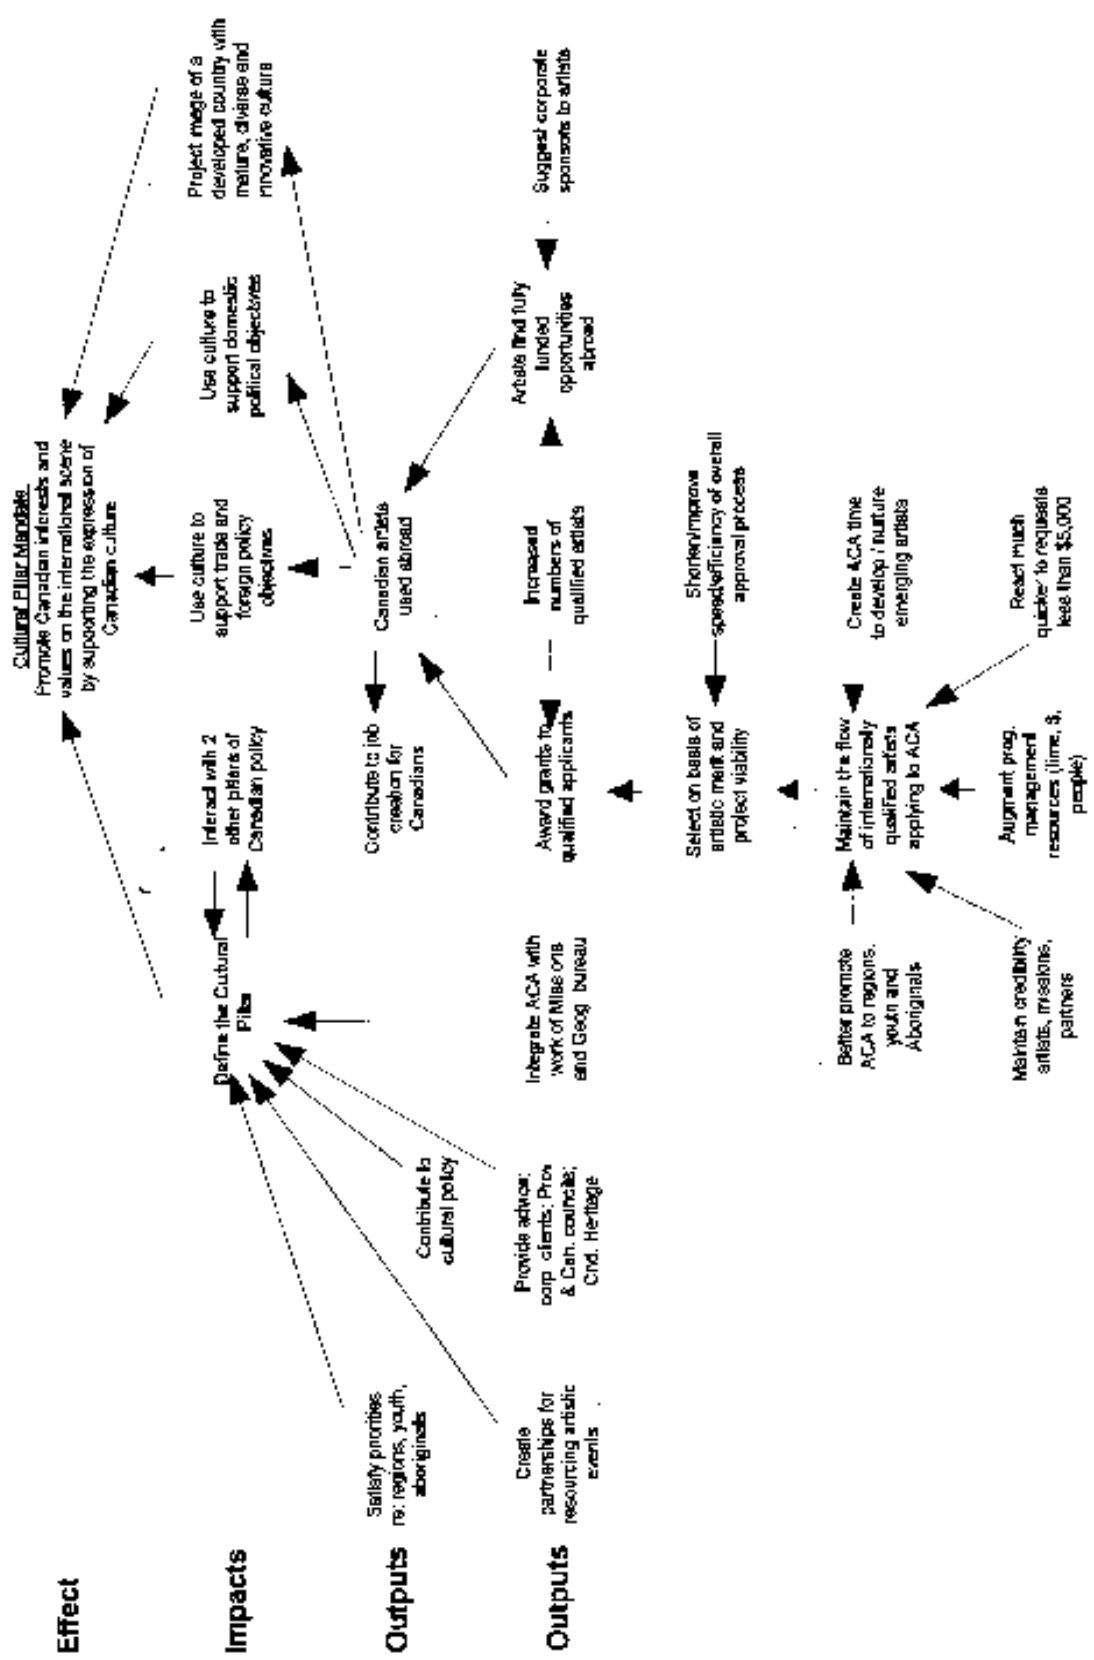 Effect
Cultural Pillar Mandate
Promote Canadian interests and
values on the international scene
by supporting the expression of
Canadian culture
Impacts
Define the Cultural
Pillar
Interact with 2
other pillars of
Canadian policy
Use culture to
support trade and
foreign policy
objectives
Use culture to
support domestic
political objectives
Project image of a
developed country with
mature, diverse and
innovative culture
Outputs
Satisfy priorities
re: regions, youth,
aboriginals
Contribute to
cultural policy
Contribute to job
creation for
Canadians
Canadian artists
used abroad
Outputs
Create
partnerships for
resourcing artistic
events
Provide advice:
corp. clients; Prov
& Cah. councils;
Cnd. Heritage
Integrate ACA with
work of Missions
and Geog. bureau
Award grants to
qualified applicants
Increased
numbers of
qualified artists
Artists find fully
funded
opportunities
abroad
Suggest corporate
sponsors to artists
Select on basis of
artistic merit and
project viability
Shorten/improve
speed/efficiency of overall
approval process
Better promote
ACA to regions,
youth and
Aboriginals
Maintain the flow
of internationally
qualified artists
applying to ACA
Create ACA time
to develop / nurture
emerging artists
Maintain credibility
artists, missions,
partners
Augment prog.
management
resources (time, $,
people)
React much
quicker to requests
less than $5,000